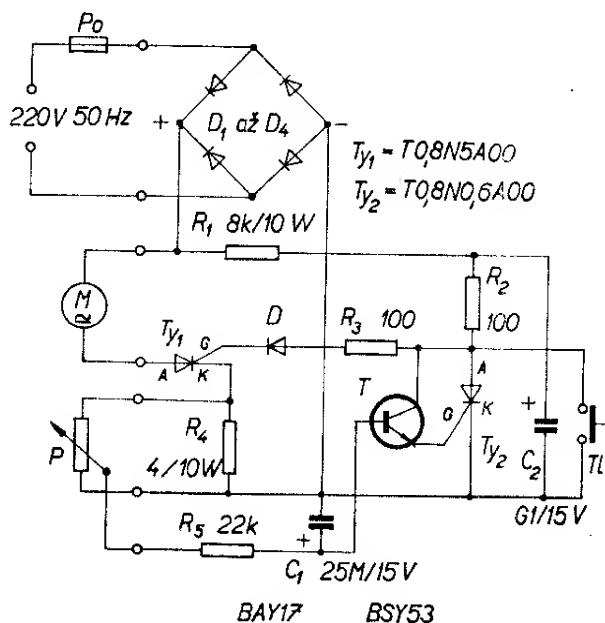 Po
220V 50Hz
+
D1 až D4
−
Ty1 = T0,8N5A00
Ty2 = T0,8N0,6A00
R1 8k/10 W
M
R2
100
Ty1
G
D
R3
100
A
K
T
A
G
K
Ty2
+
C2
TL
P
R4
4/10W
G1/15 V
R5 22k
+
C1 25M/15V
BAY17
BSY53